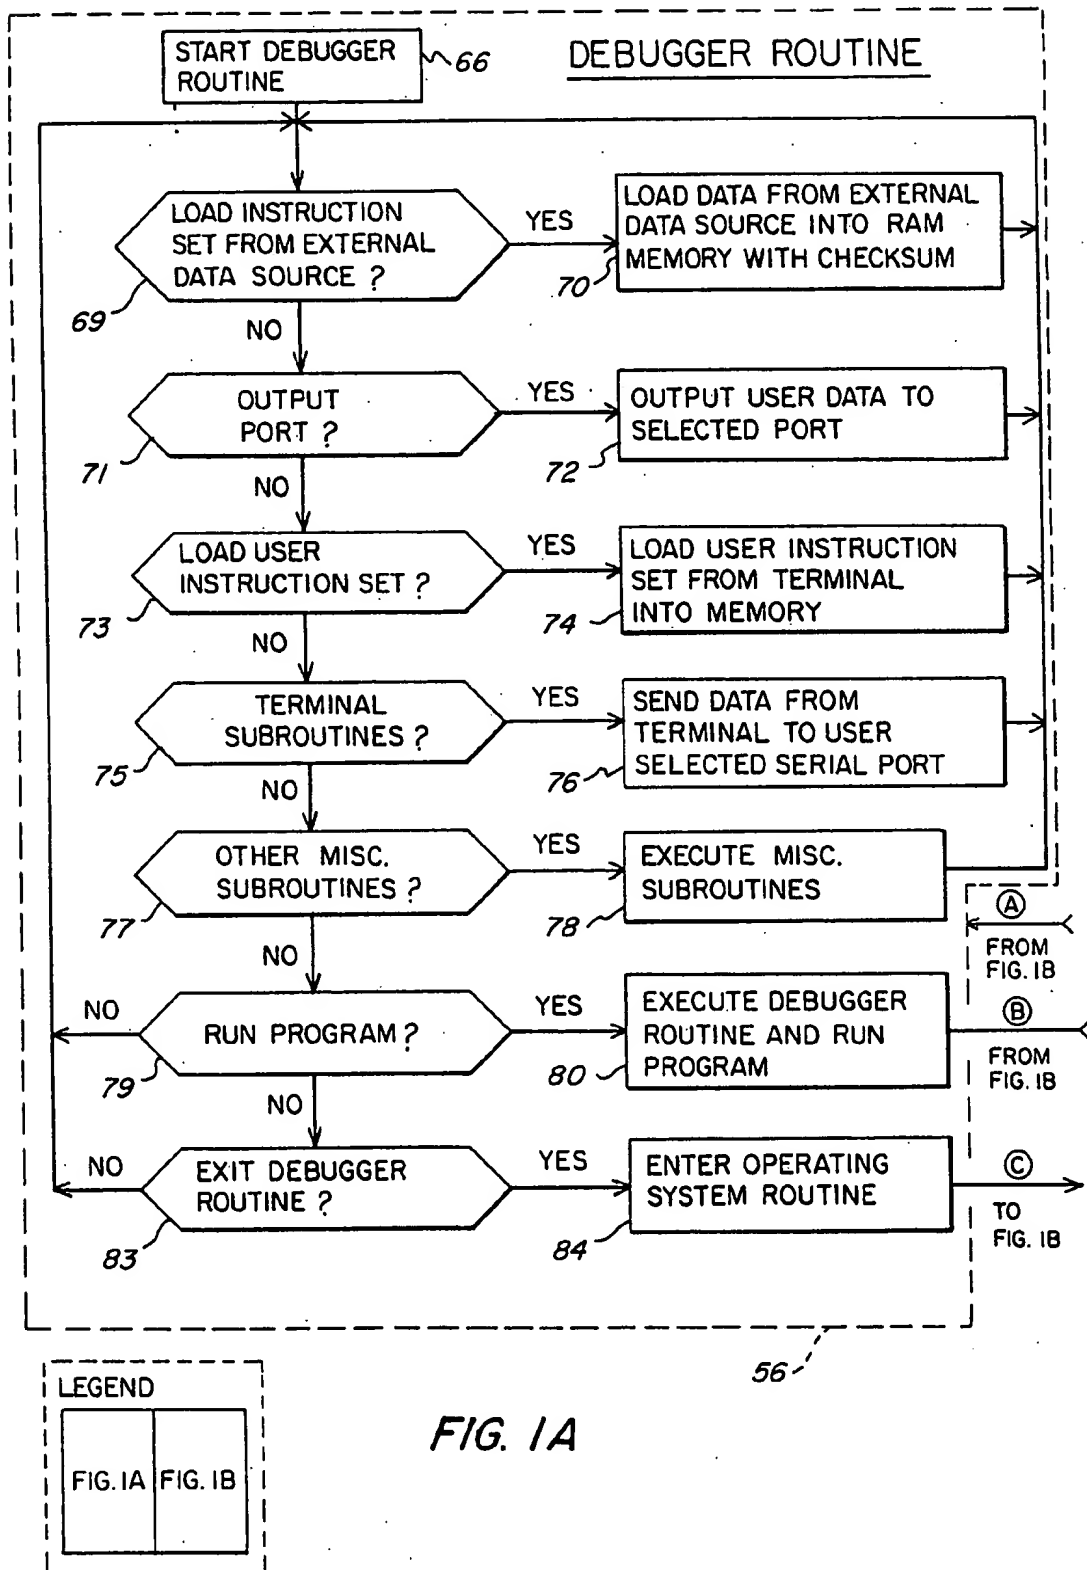 START DEBUGGER
ROUTINE
66
DEBUGGER ROUTINE
LOAD INSTRUCTION
SET FROM EXTERNAL
DATA SOURCE ?
69
YES
LOAD DATA FROM EXTERNAL
DATA SOURCE INTO RAM
MEMORY WITH CHECKSUM
70
NO
OUTPUT
PORT ?
71
YES
OUTPUT USER DATA TO
SELECTED PORT
72
NO
LOAD USER
INSTRUCTION SET ?
73
YES
LOAD USER INSTRUCTION
SET FROM TERMINAL
INTO MEMORY
74
NO
TERMINAL
SUBROUTINES ?
75
YES
SEND DATA FROM
TERMINAL TO USER
SELECTED SERIAL PORT
76
NO
OTHER MISC.
SUBROUTINES ?
77
YES
EXECUTE MISC.
SUBROUTINES
78
A
FROM
FIG. 1B
NO
NO
RUN PROGRAM ?
79
YES
EXECUTE DEBUGGER
ROUTINE AND RUN
PROGRAM
80
B
FROM
FIG. 1B
NO
NO
EXIT DEBUGGER
ROUTINE ?
83
YES
ENTER OPERATING
SYSTEM ROUTINE
84
C
TO
FIG. 1B
56
LEGEND
FIG. 1A FIG. 1B
FIG. 1A